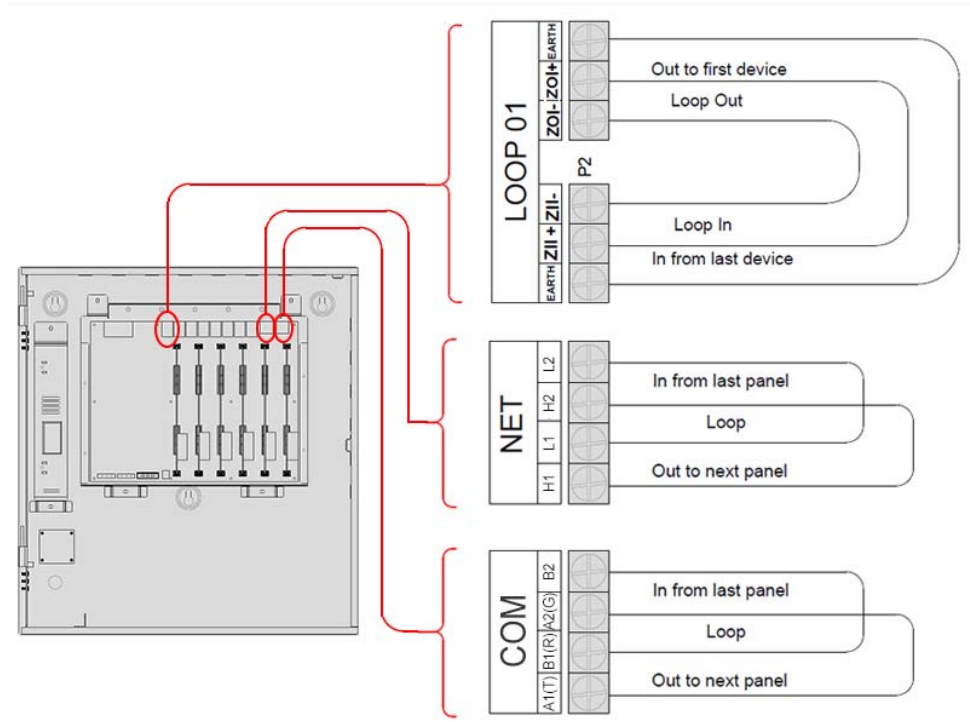 LOOP 01
EARTH
ZOI+
ZOI-
P2
ZII-
ZII +
EARTH
Out to first device
Loop Out
Loop In
In from last device
NET
L2
H2
L1
H1
In from last panel
Loop
Out to next panel
COM
B2
A2(G)
B1(R)
A1(T)
In from last panel
Loop
Out to next panel